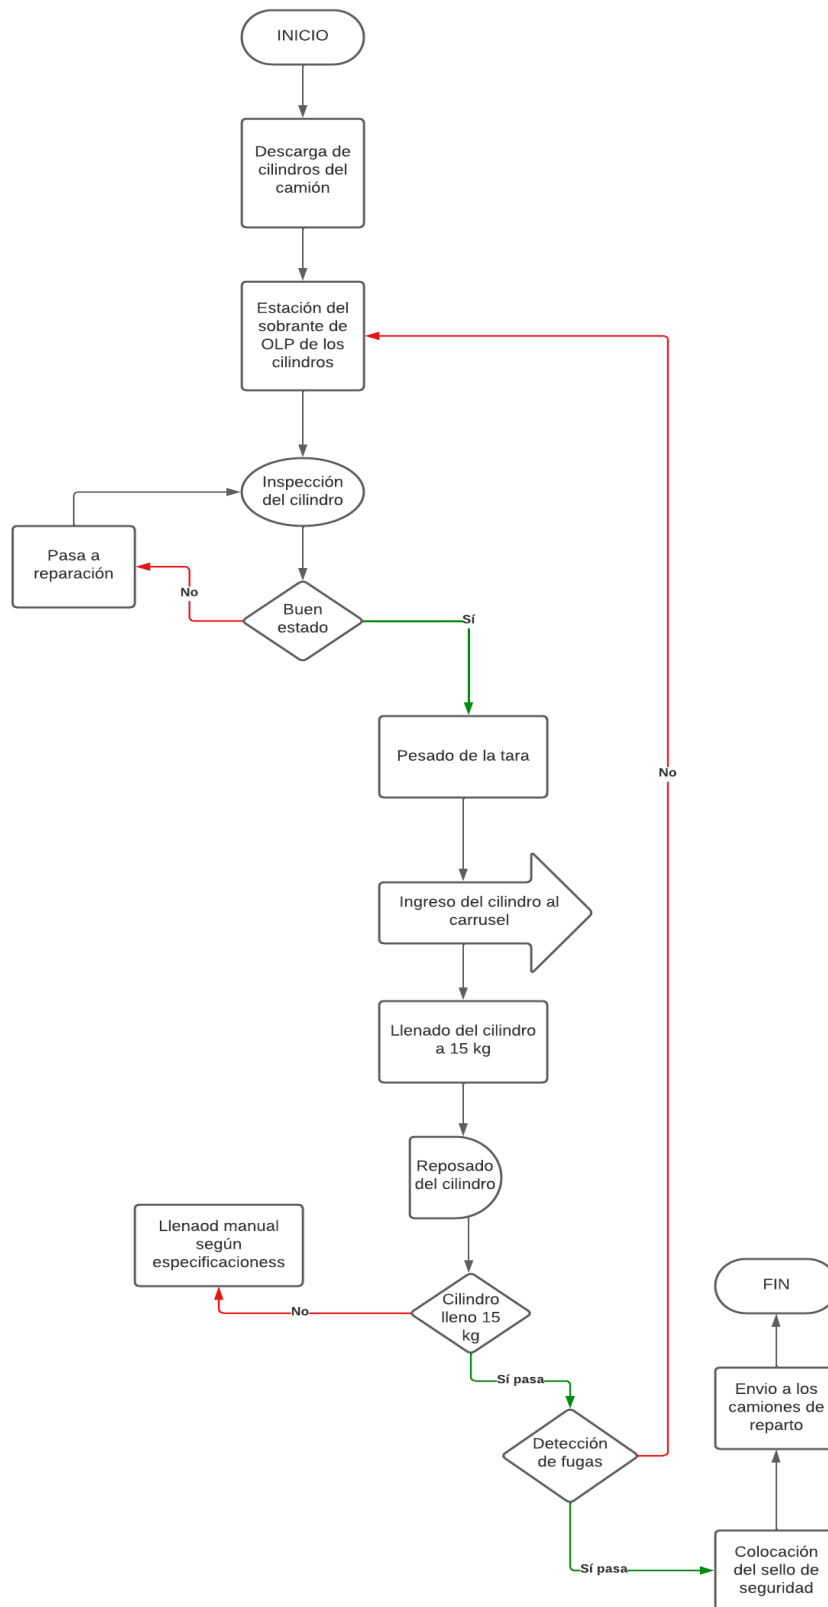 INICIO
Descarga de
cilindros del
camión
Estación del
sobrante de
OLP de los
cilindros
Inspección
del cilindro
Pasa a
reparación
No
Buen
estado
Sí
Pesado de la tara
No
Ingreso del cilindro al
carrusel
Llenado del cilindro
a 15 kg
Reposado
del cilindro
Llenaod manual
según
especificacioness
No
Cilindro
lleno 15
kg
Sí pasa
Detección
de fugas
Sí pasa
Colocación
del sello de
seguridad
Envio a los
camiones de
reparto
FIN